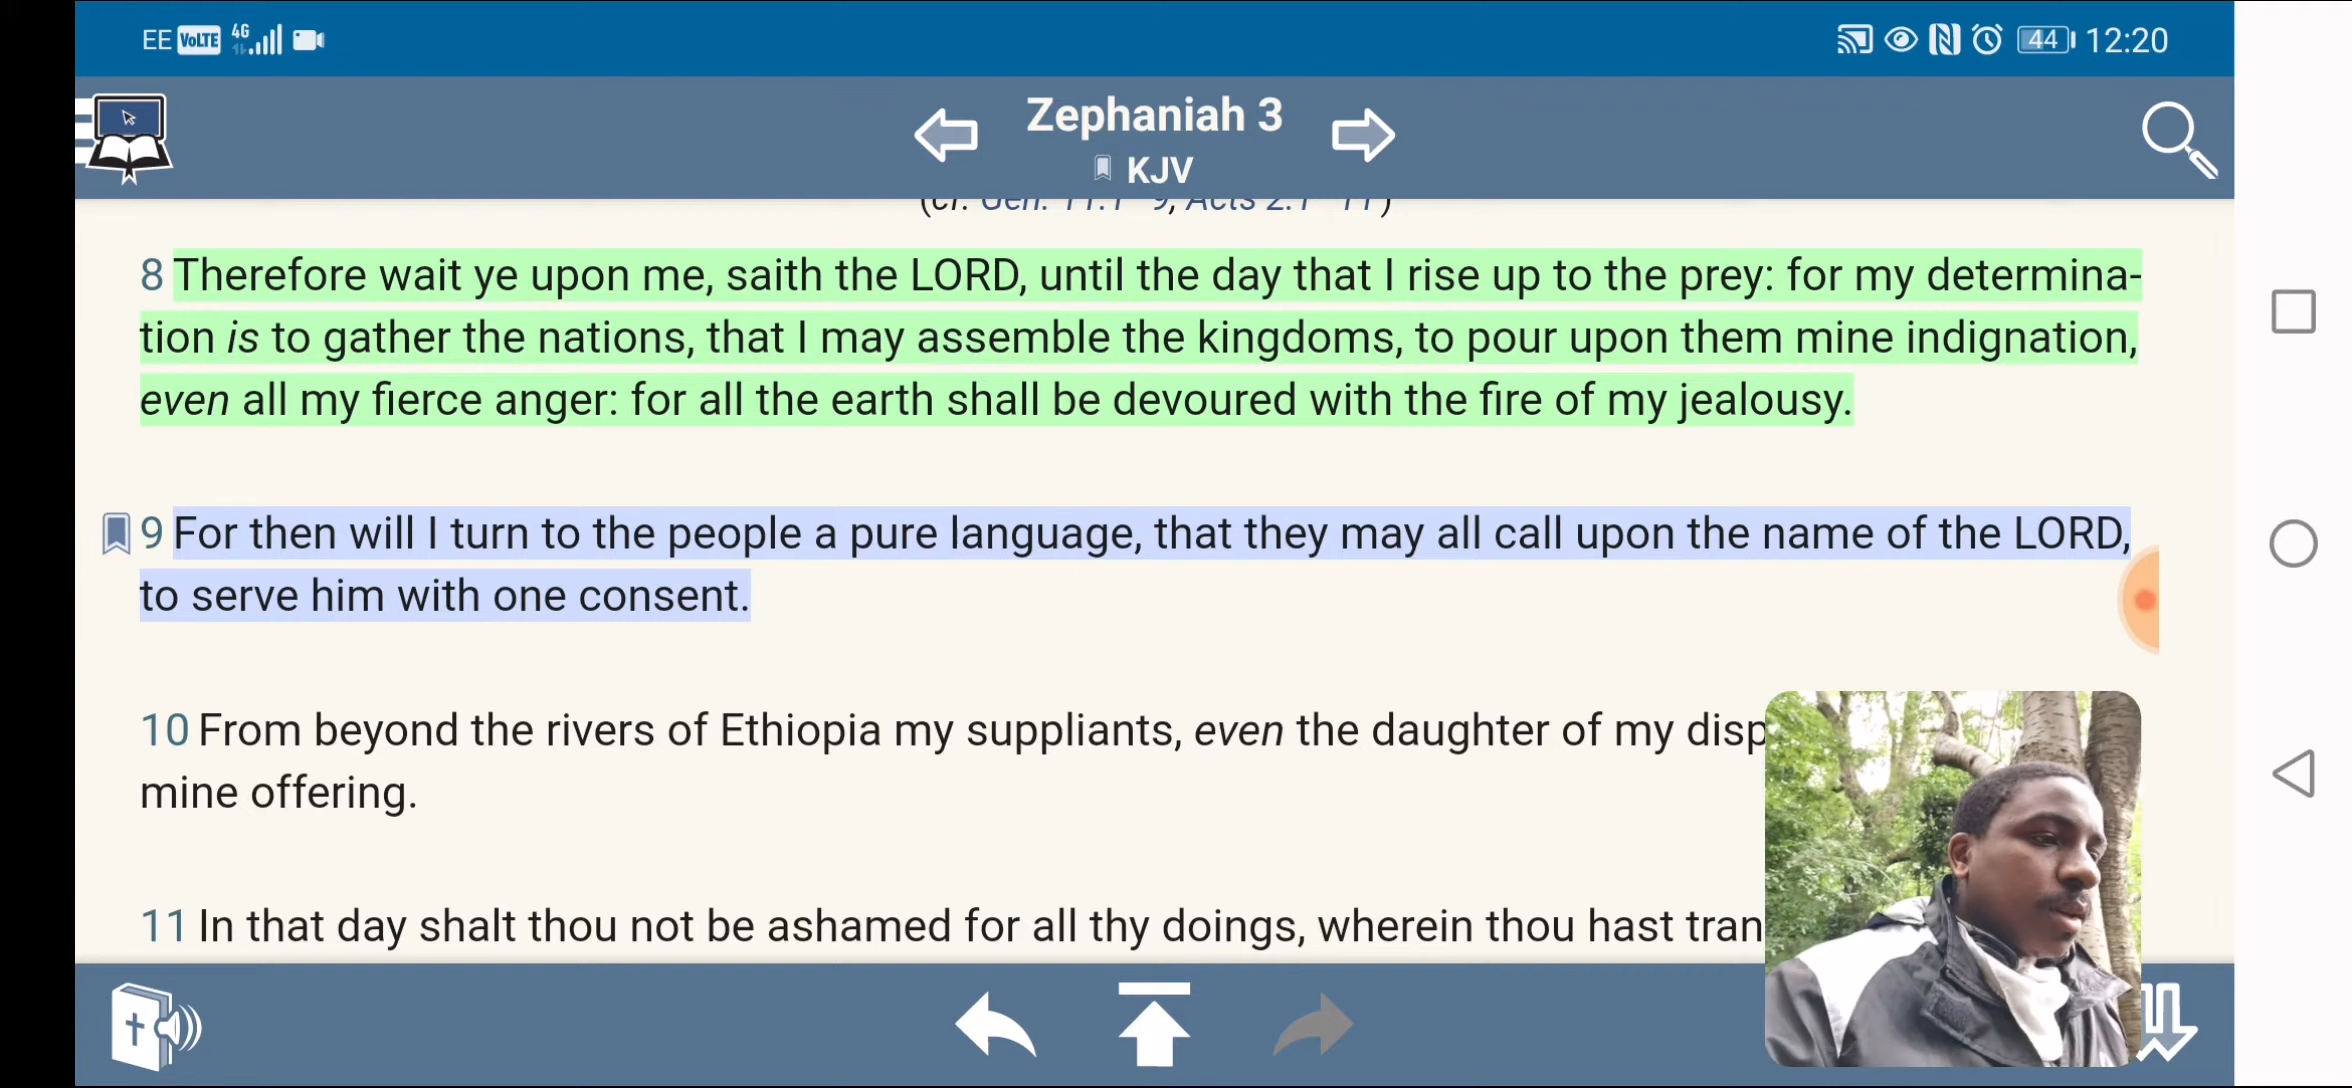 EE VoLTE 4G 44 12:20
Zephaniah 3
KJV
8 Therefore wait ye upon me, saith the LORD, until the day that I rise up to the prey: for my determina-
tion is to gather the nations, that I may assemble the kingdoms, to pour upon them mine indignation,
even all my fierce anger: for all the earth shall be devoured with the fire of my jealousy.
9 For then will I turn to the people a pure language, that they may all call upon the name of the LORD,
to serve him with one consent.
10 From beyond the rivers of Ethiopia my suppliants, even the daughter of my disp
mine offering.
11 In that day shalt thou not be ashamed for all thy doings, wherein thou hast tran